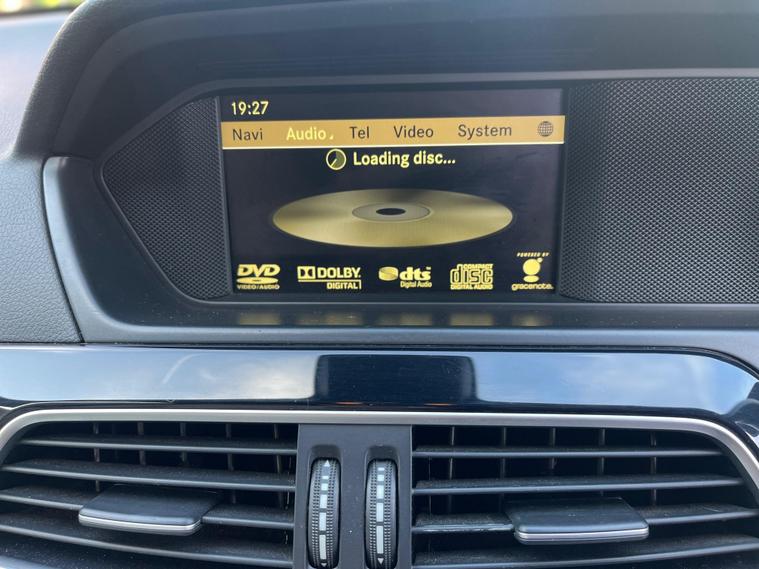 19:27
Navi Audio Tel Video System
Loading disc...
DVD VIDEO/AUDIO
DOLBY DIGITAL
dts Digital Audio
COMPACT disc DIGITAL AUDIO
POWERED BY gracenote.